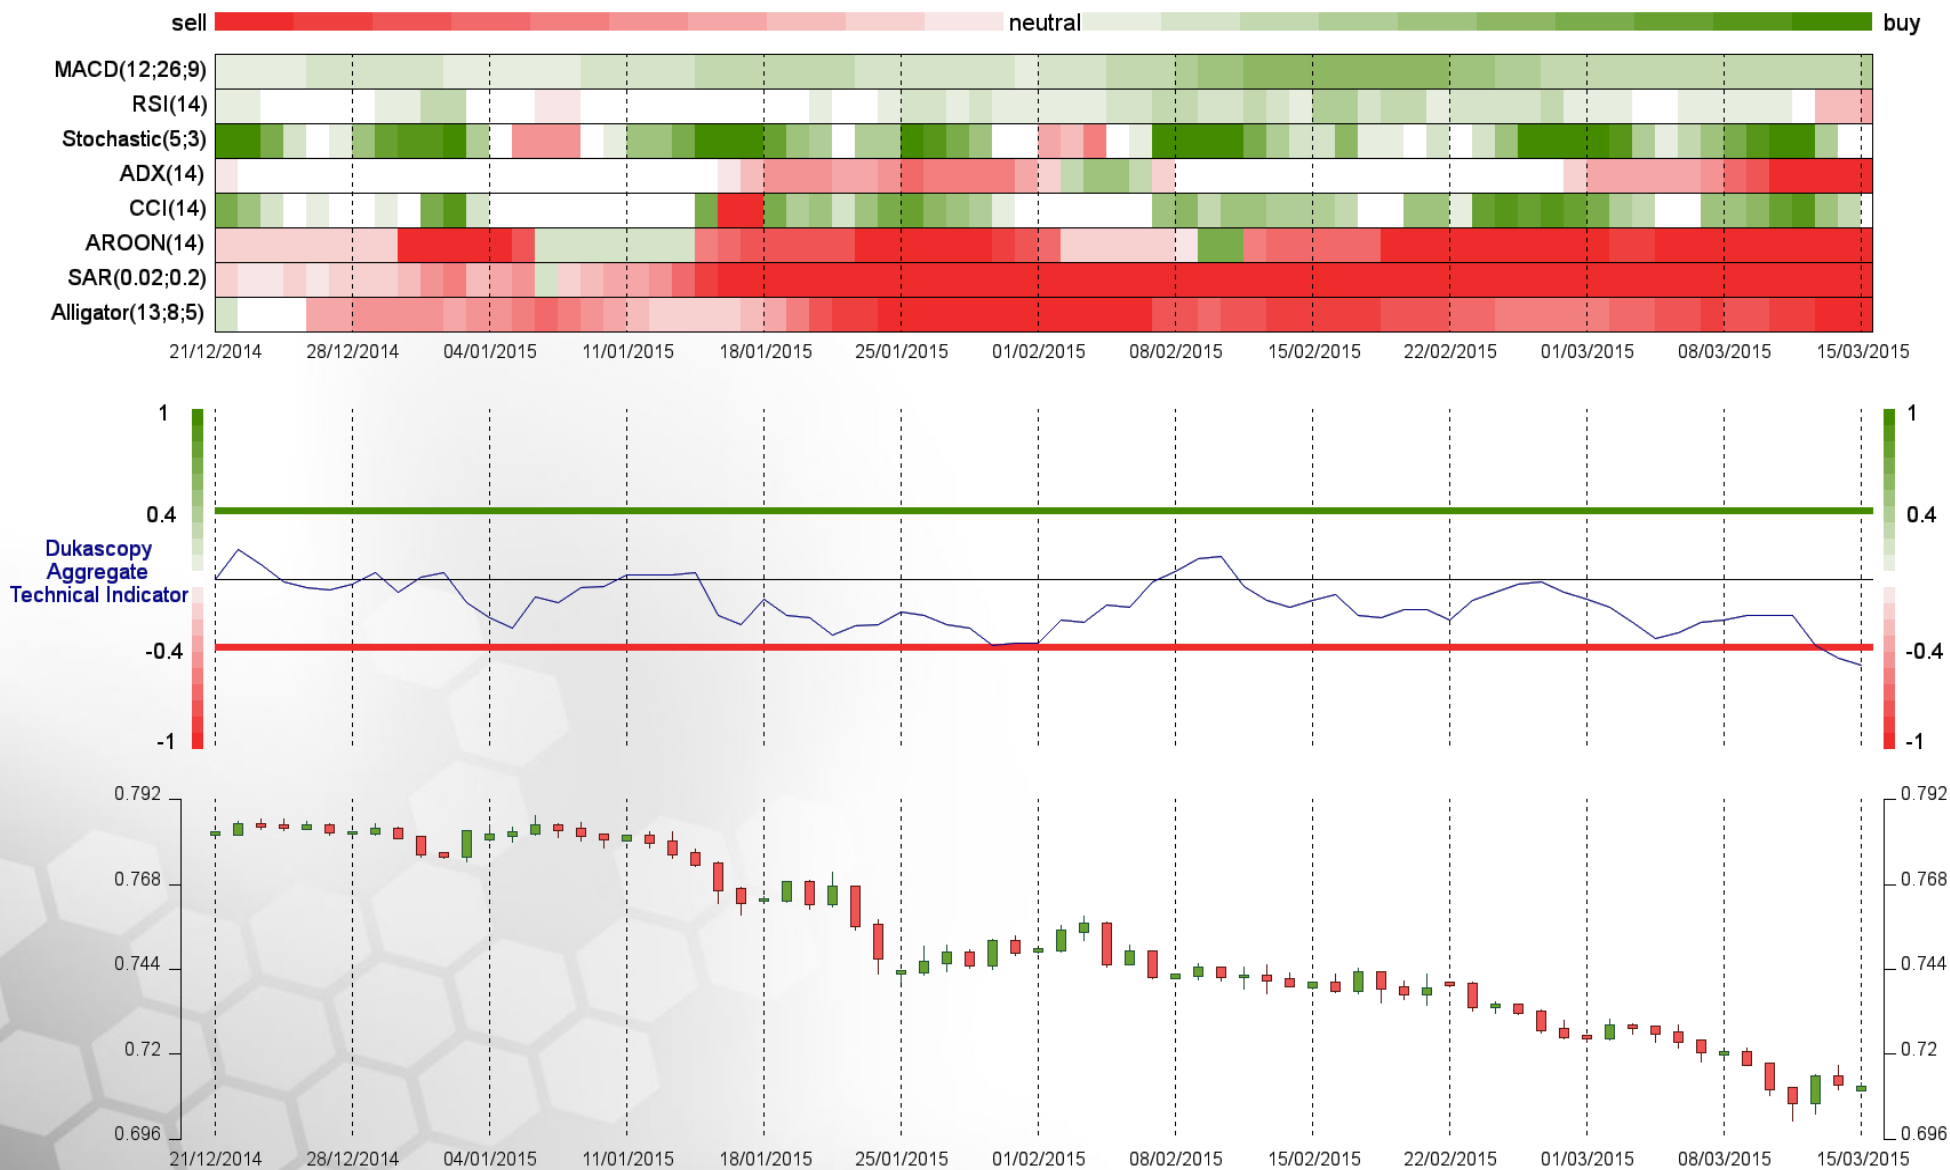 sell neutral buy
MACD(12;26;9)
RSI(14)
Stochastic(5;3)
ADX(14)
CCI(14)
AROON(14)
SAR(0.02;0.2)
Alligator(13;8;5)
21/12/2014 28/12/2014 04/01/2015 11/01/2015 18/01/2015 25/01/2015 01/02/2015 08/02/2015 15/02/2015 22/02/2015 01/03/2015 08/03/2015 15/03/2015
1 1
0.4 0.4
Dukascopy
Aggregate
Technical Indicator
-0.4 -0.4
-1 -1
0.792 0.792
0.768 0.768
0.744 0.744
0.72 0.72
0.696 0.696
21/12/2014 28/12/2014 04/01/2015 11/01/2015 18/01/2015 25/01/2015 01/02/2015 08/02/2015 15/02/2015 22/02/2015 01/03/2015 08/03/2015 15/03/2015